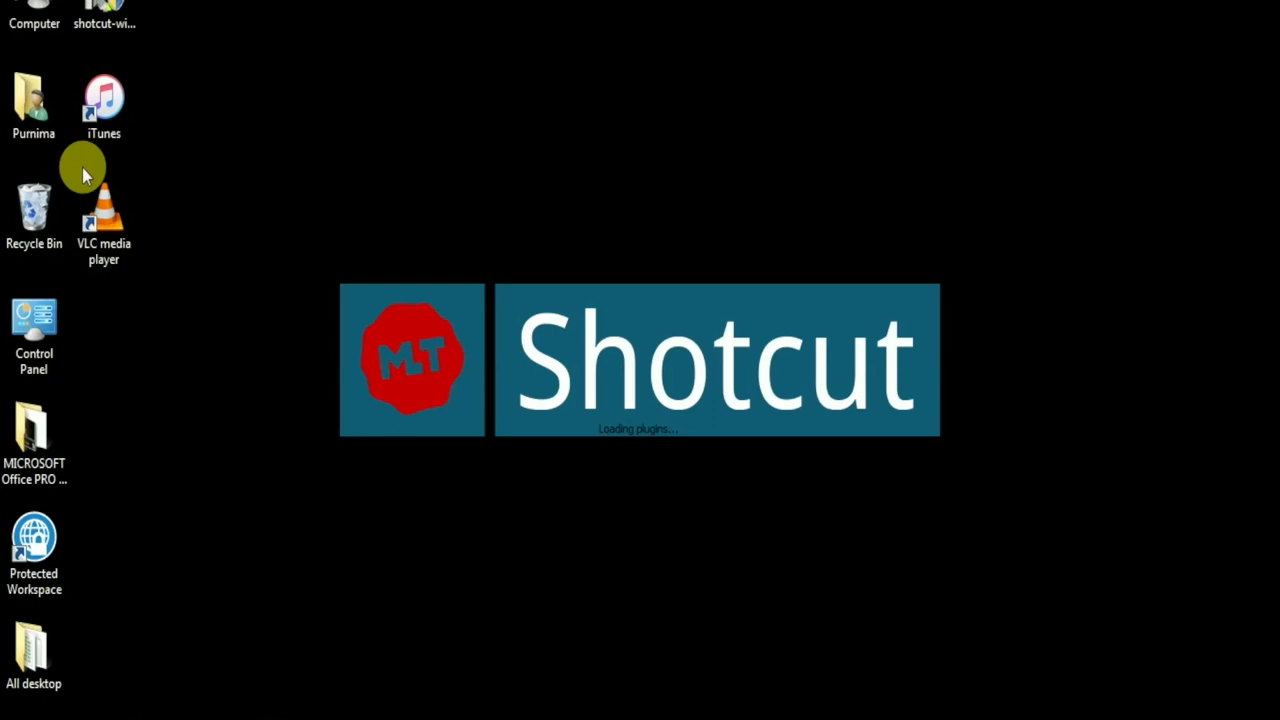 Computer
shotcut-wi...
Purnima
iTunes
Recycle Bin
VLC media
player
Control
Panel
MICROSOFT
Office PRO ...
Protected
Workspace
All desktop
MLT
Shotcut
Loading plugins...